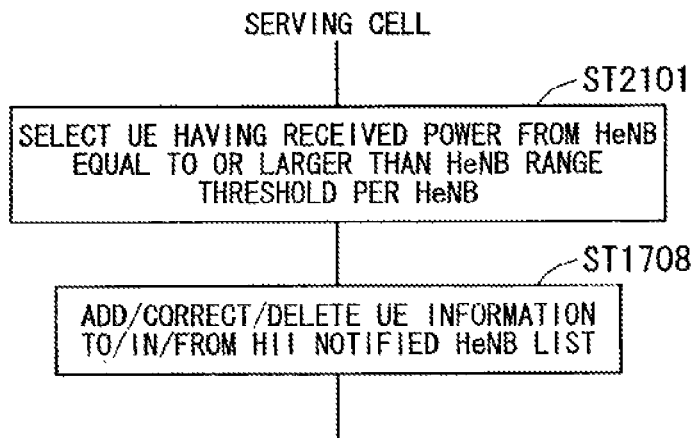 SERVING CELL
ST2101
SELECT UE HAVING RECEIVED POWER FROM HeNB
EQUAL TO OR LARGER THAN HeNB RANGE
THRESHOLD PER HeNB
ST1708
ADD/CORRECT/DELETE UE INFORMATION
TO/IN/FROM HII NOTIFIED HeNB LIST